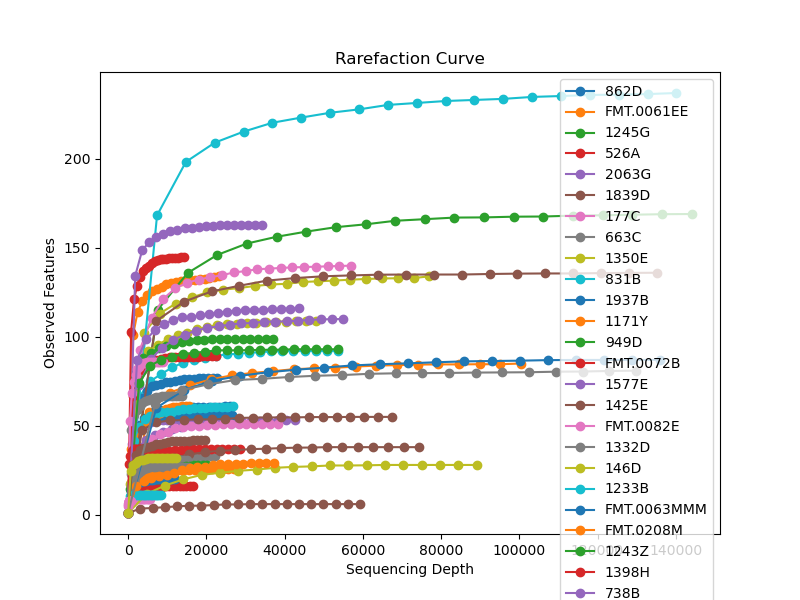 Rarefaction Curve
Observed Features
200
150
100
50
0
0
20000
40000
60000
80000
100000
120000
140000
Sequencing Depth
862D
FMT.0061EE
1245G
526A
2063G
1839D
177C
663C
1350E
831B
1937B
1171Y
949D
FMT.0072B
1577E
1425E
FMT.0082E
1332D
146D
1233B
FMT.0063MMM
FMT.0208M
1243Z
1398H
738B